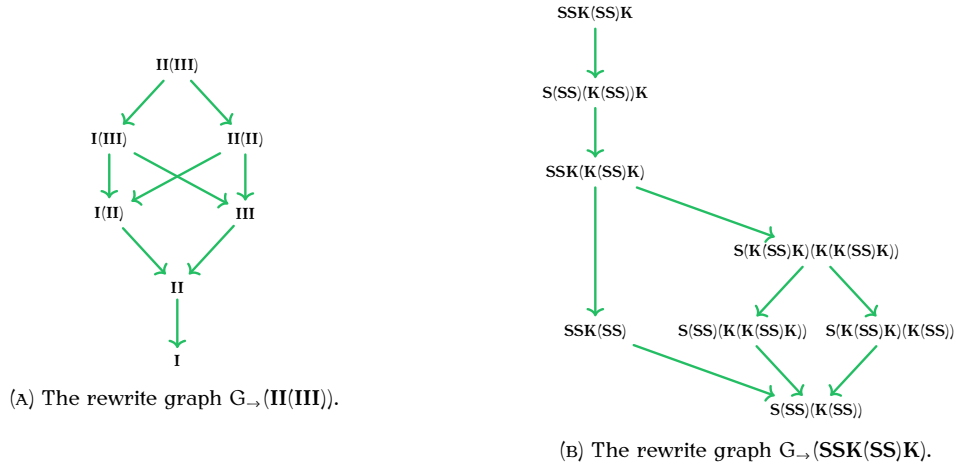 SSK(SS)K
II(III)
S(SS)(K(SS))K
I(III) II(II)
SSK(K(SS)K)
I(II) III
S(K(SS)K)(K(K(SS)K))
II
SSK(SS) S(SS)(K(K(SS)K)) S(K(SS)K)(K(SS))
I
(A) The rewrite graph G→(II(III)).
S(SS)(K(SS))
(B) The rewrite graph G→(SSK(SS)K).